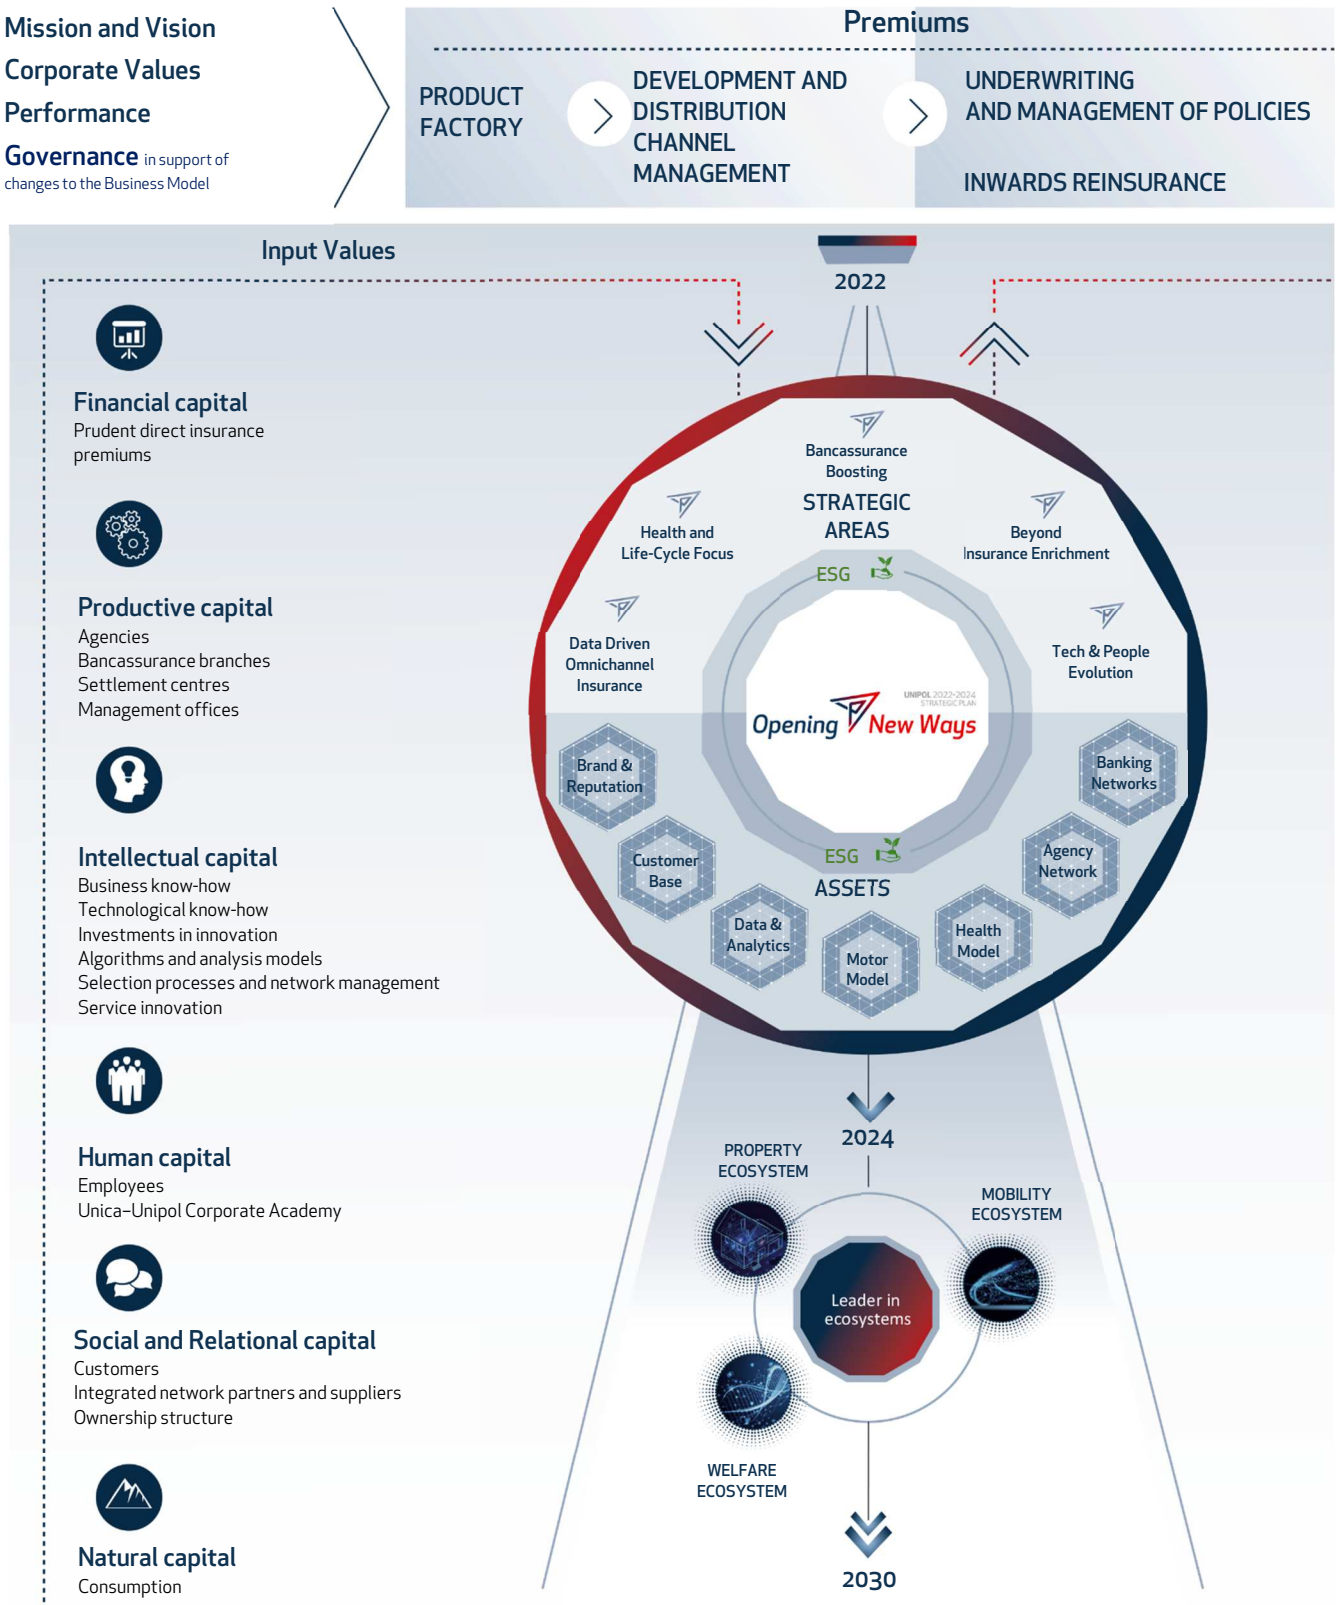 Mission and Vision
Corporate Values
Performance
Governance in support of
changes to the Business Model
Premiums
PRODUCT
FACTORY
DEVELOPMENT AND
DISTRIBUTION
CHANNEL
MANAGEMENT
UNDERWRITING
AND MANAGEMENT OF POLICIES
INWARDS REINSURANCE
Input Values
Financial capital
Prudent direct insurance
premiums
Productive capital
Agencies
Bancassurance branches
Settlement centres
Management offices
Intellectual capital
Business know-how
Technological know-how
Investments in innovation
Algorithms and analysis models
Selection processes and network management
Service innovation
Human capital
Employees
Unica–Unipol Corporate Academy
Social and Relational capital
Customers
Integrated network partners and suppliers
Ownership structure
Natural capital
Consumption
2022
Bancassurance
Boosting
STRATEGIC
AREAS
Health and
Life-Cycle Focus
Beyond
Insurance Enrichment
ESG
Data Driven
Omnichannel
Insurance
Tech & People
Evolution
UNIPOL 2022-2024
STRATEGIC PLAN
Opening New Ways
Brand &
Reputation
Banking
Networks
Customer
Base
ESG
ASSETS
Agency
Network
Data &
Analytics
Motor
Model
Health
Model
2024
PROPERTY
ECOSYSTEM
MOBILITY
ECOSYSTEM
Leader in
ecosystems
WELFARE
ECOSYSTEM
2030